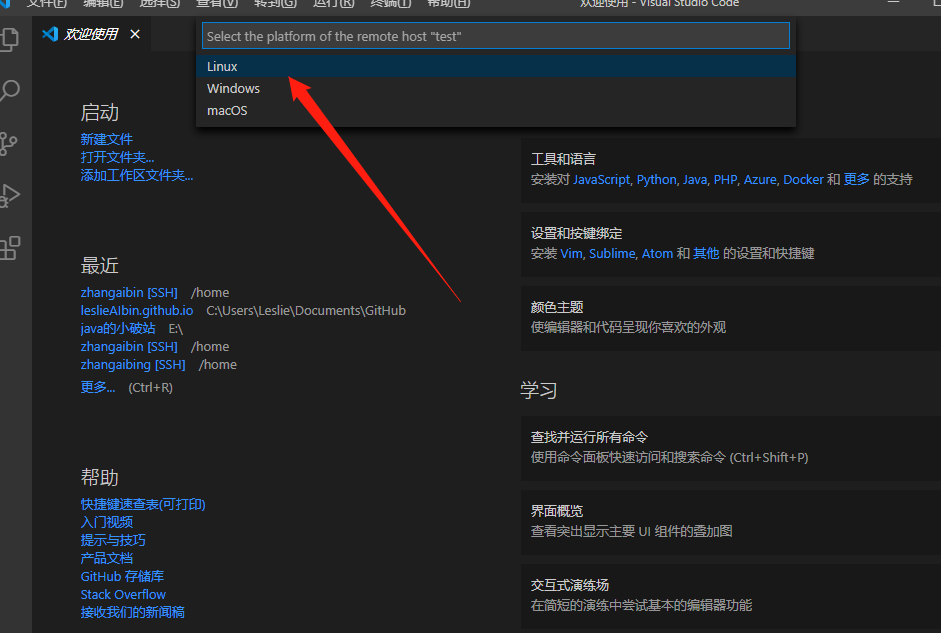 文件(F) 编辑(E) 选择(S) 查看(V) 转到(G) 运行(R) 终端(T) 帮助(H) 欢迎使用 - Visual Studio Code
欢迎使用
Select the platform of the remote host "test"
Linux
Windows
macOS
启动
新建文件
打开文件夹...
添加工作区文件夹...
最近
zhangaibin [SSH] /home
leslieAIbin.github.io C:\Users\Leslie\Documents\GitHub
java的小破站 E:\
zhangaibin [SSH] /home
zhangaibing [SSH] /home
更多... (Ctrl+R)
帮助
快捷键速查表(可打印)
入门视频
提示与技巧
产品文档
GitHub 存储库
Stack Overflow
接收我们的新闻稿
工具和语言
安装对 JavaScript, Python, Java, PHP, Azure, Docker 和 更多 的支持
设置和按键绑定
安装 Vim, Sublime, Atom 和 其他 的设置和快捷键
颜色主题
使编辑器和代码呈现你喜欢的外观
学习
查找并运行所有命令
使用命令面板快速访问和搜索命令 (Ctrl+Shift+P)
界面概览
查看突出显示主要 UI 组件的叠加图
交互式演练场
在简短的演练中尝试基本的编辑器功能